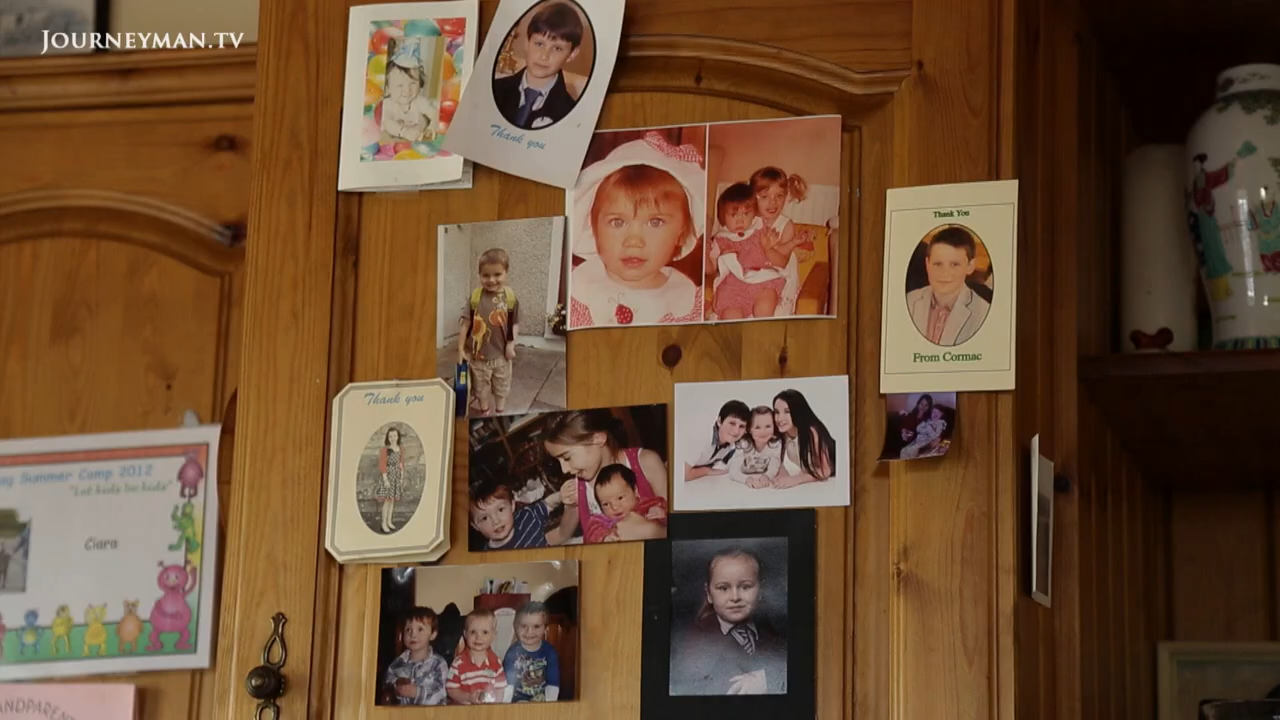 JOURNEYMAN.TV
Thank you
Thank You
From Cormac
Thank you
Summer Camp 2012
"Let kids be kids"
Ciara